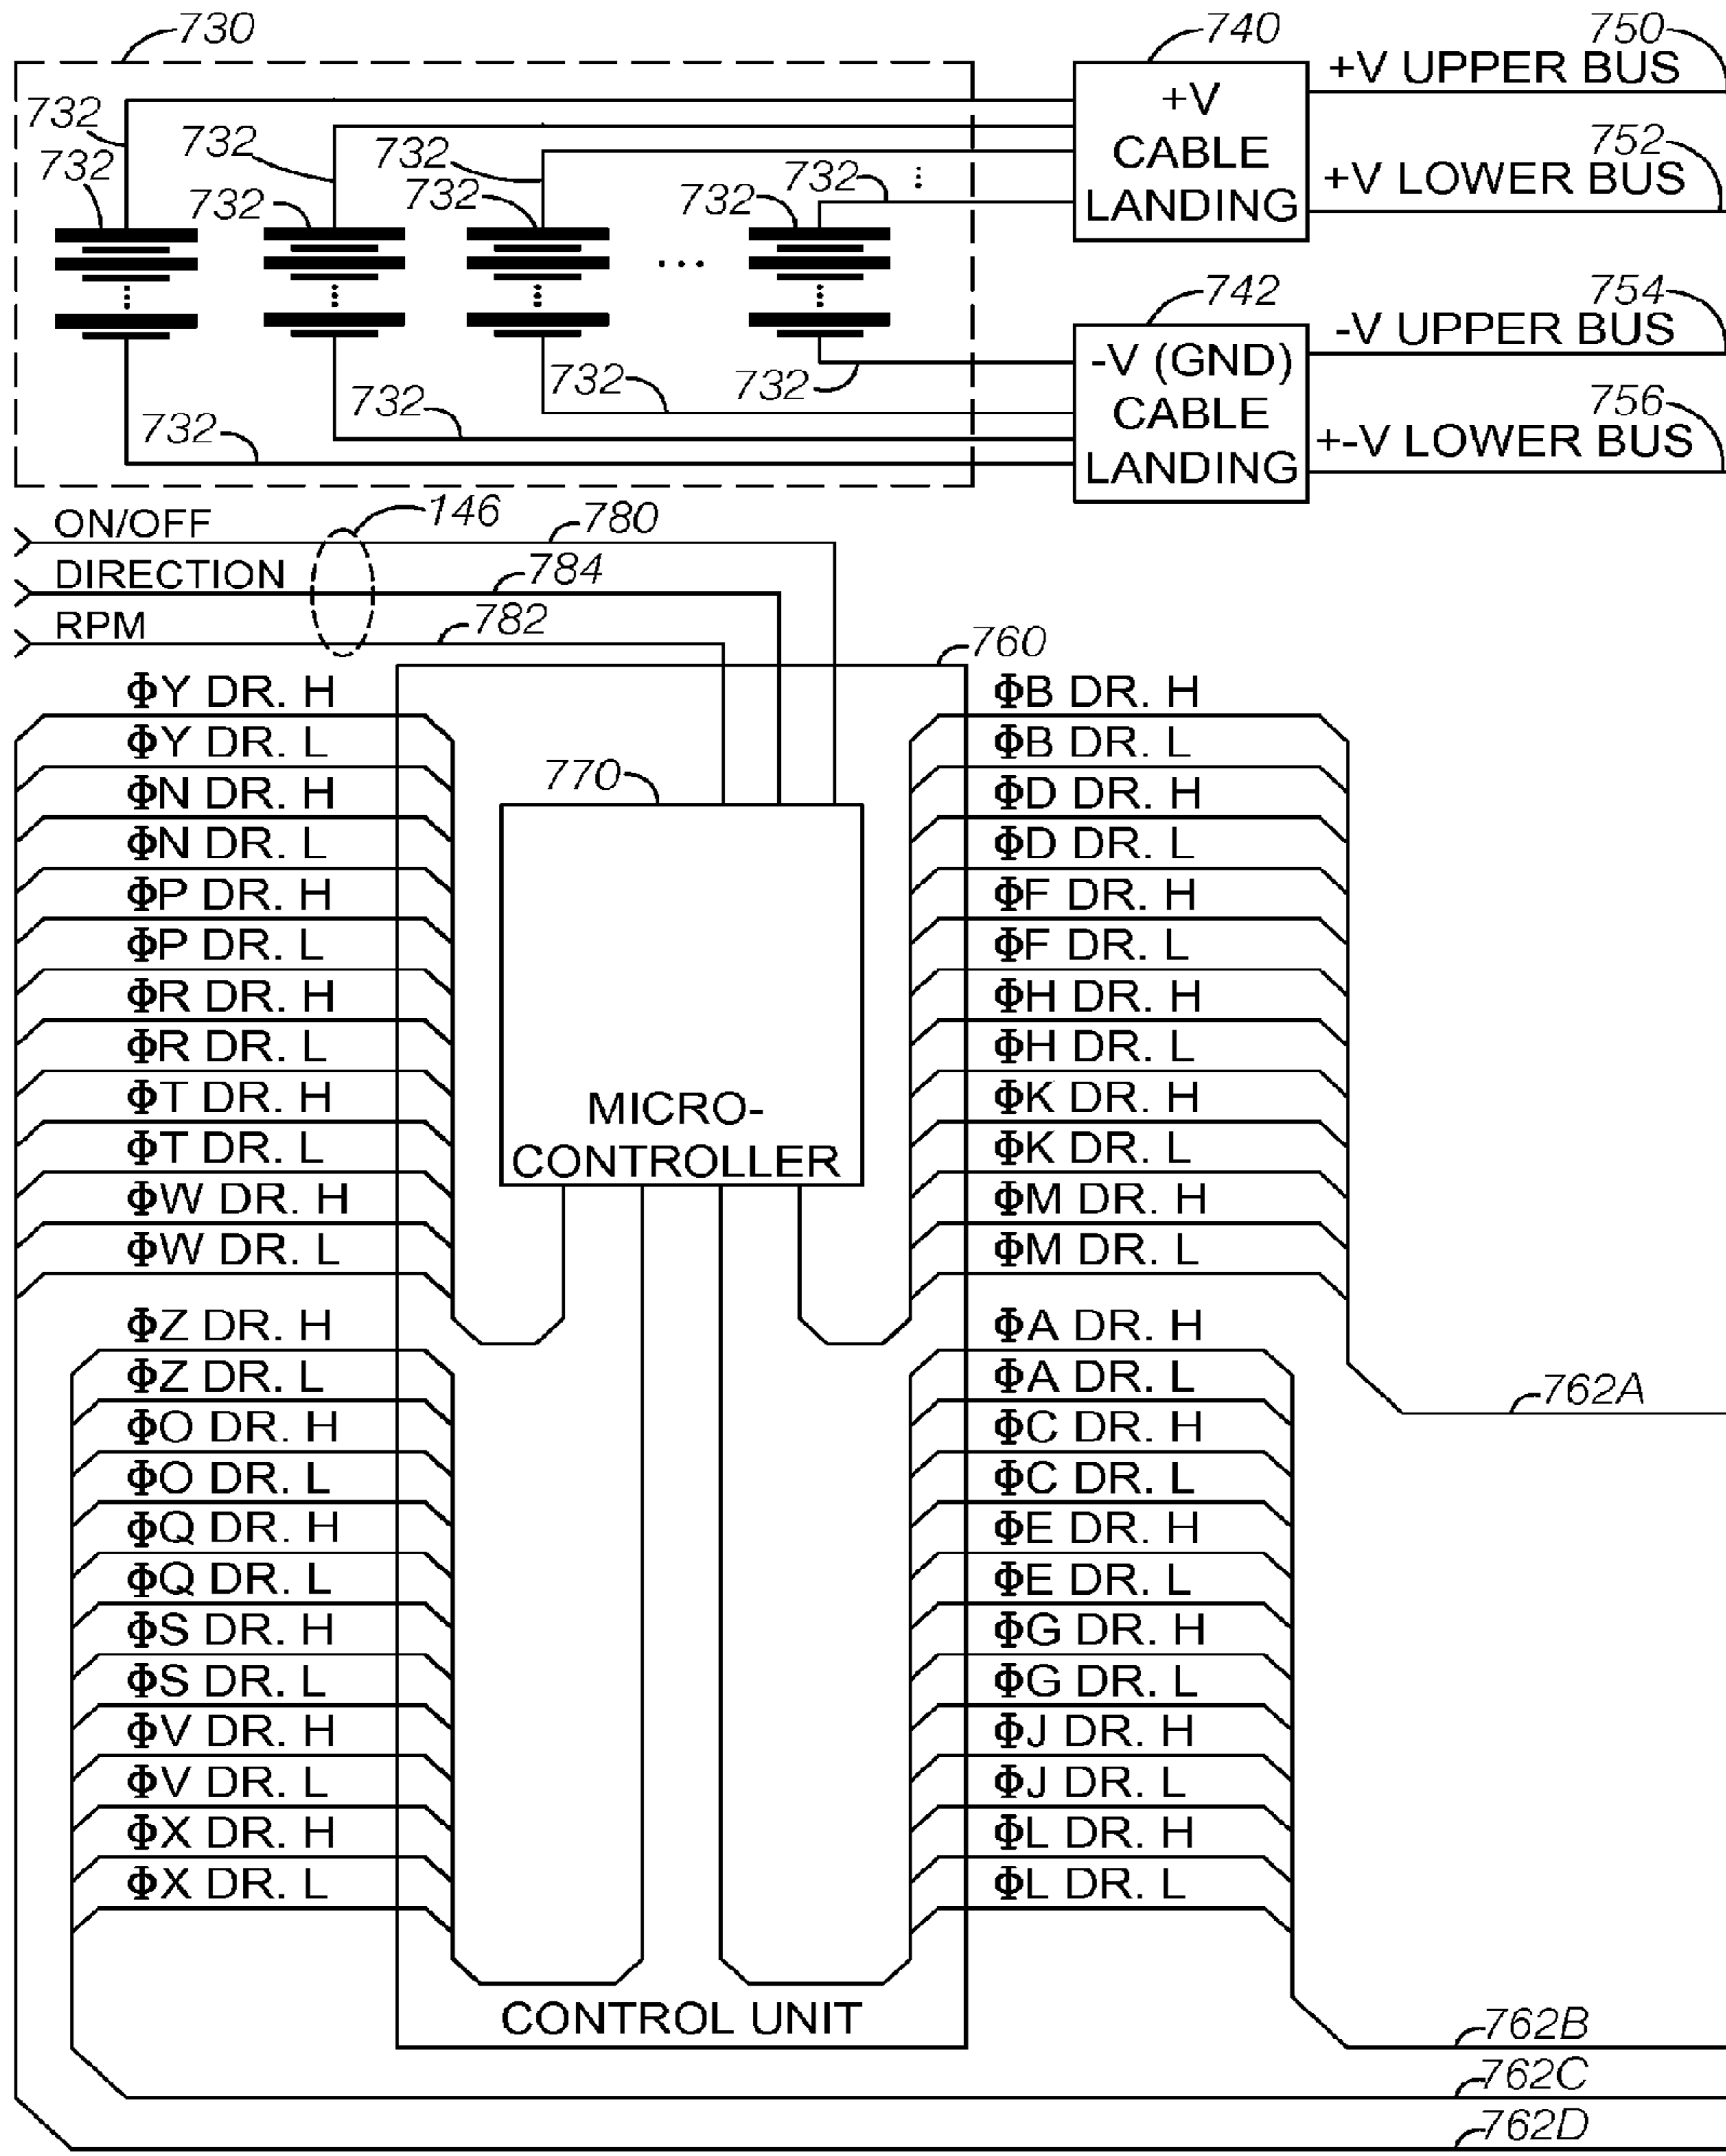 730
740
750
+V UPPER BUS
732
732
732
732
+V
CABLE
LANDING
752
+V LOWER BUS
732
732
732
732
732
742
754
-V UPPER BUS
-V (GND)
CABLE
LANDING
732
732
732
732
756
+-V LOWER BUS
146
780
ON/OFF
784
DIRECTION
782
RPM
760
ΦY DR. H
ΦY DR. L
ΦN DR. H
ΦN DR. L
ΦP DR. H
ΦP DR. L
ΦR DR. H
ΦR DR. L
ΦT DR. H
ΦT DR. L
ΦW DR. H
ΦW DR. L
ΦZ DR. H
ΦZ DR. L
ΦO DR. H
ΦO DR. L
ΦQ DR. H
ΦQ DR. L
ΦS DR. H
ΦS DR. L
ΦV DR. H
ΦV DR. L
ΦX DR. H
ΦX DR. L
770
MICRO-
CONTROLLER
CONTROL UNIT
ΦB DR. H
ΦB DR. L
ΦD DR. H
ΦD DR. L
ΦF DR. H
ΦF DR. L
ΦH DR. H
ΦH DR. L
ΦK DR. H
ΦK DR. L
ΦM DR. H
ΦM DR. L
ΦA DR. H
ΦA DR. L
ΦC DR. H
ΦC DR. L
ΦE DR. H
ΦE DR. L
ΦG DR. H
ΦG DR. L
ΦJ DR. H
ΦJ DR. L
ΦL DR. H
ΦL DR. L
762A
762B
762C
762D